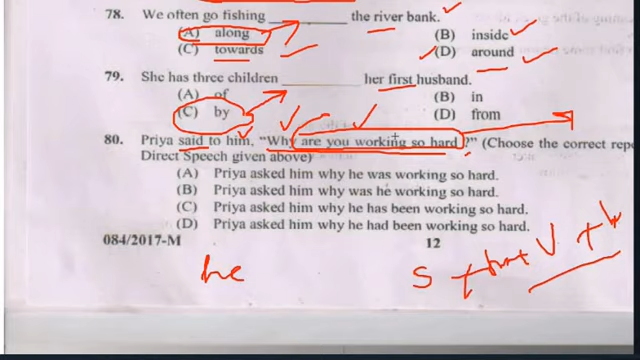 78. We often go fishing ________ the river bank.
(A) along (B) inside
(C) towards (D) around
79. She has three children ________ her first husband.
(A) of (B) in
(C) by (D) from
80. Priya said to him, "Why are you working so hard ?" (Choose the correct
Direct Speech given above)
(A) Priya asked him why he was working so hard.
(B) Priya asked him why was he working so hard.
(C) Priya asked him why he has been working so hard.
(D) Priya asked him why he had been working so hard.
084/2017-M 12
he S + V +